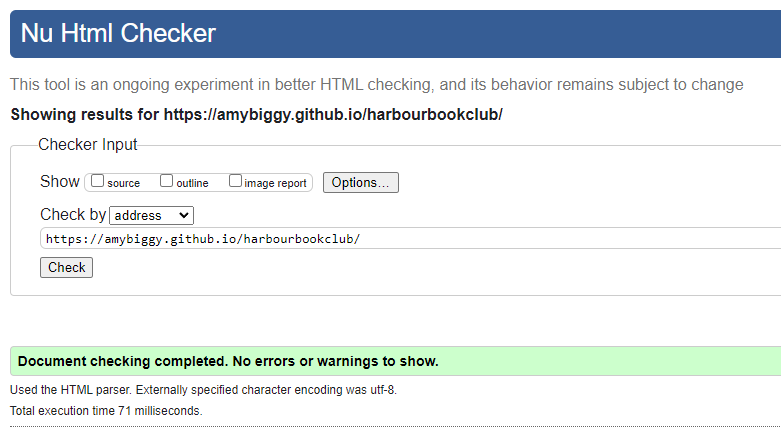 Nu Html Checker
This tool is an ongoing experiment in better HTML checking, and its behavior remains subject to change
Showing results for https://amybiggy.github.io/harbourbookclub/
Checker Input
Show source outline image report Options...
Check by address
https://amybiggy.github.io/harbourbookclub/
Check
Document checking completed. No errors or warnings to show.
Used the HTML parser. Externally specified character encoding was utf-8.
Total execution time 71 milliseconds.